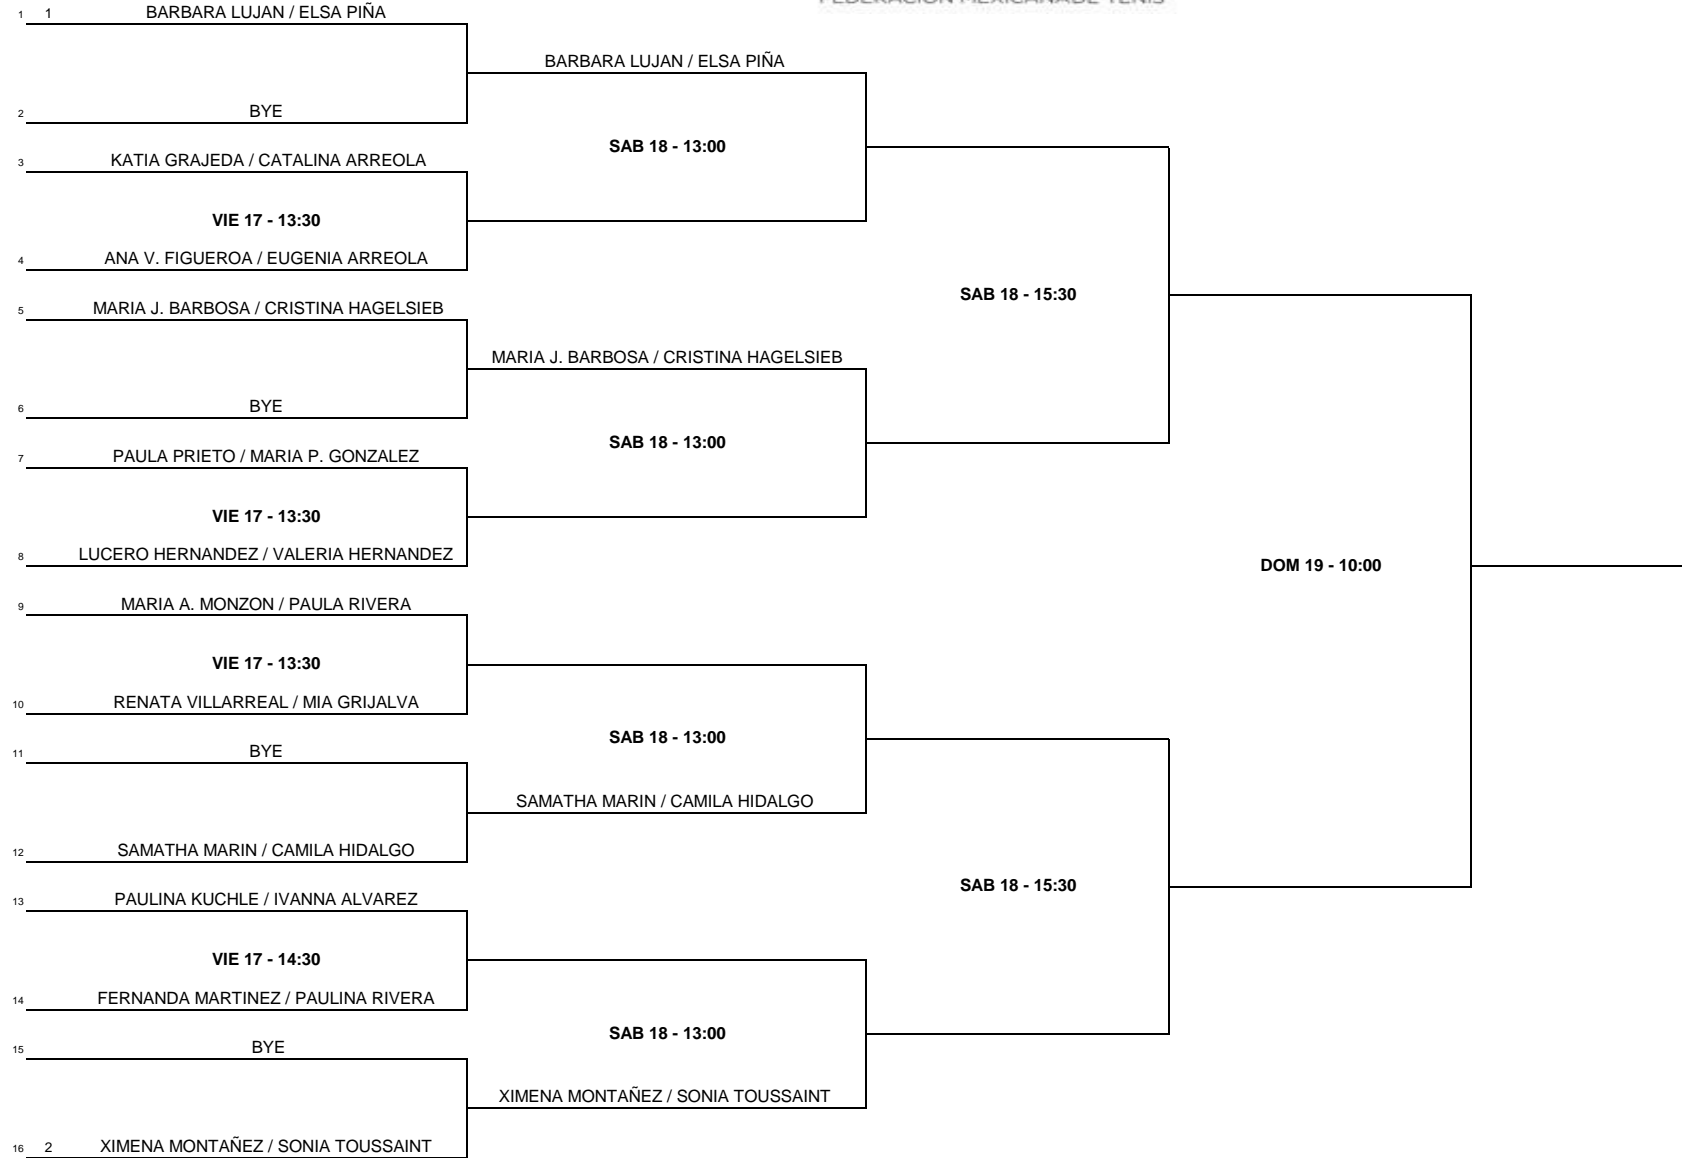 FEDERACION MEXICANA DE TENIS
1 1 BARBARA LUJAN / ELSA PIÑA
BARBARA LUJAN / ELSA PIÑA
2 BYE
SAB 18 - 13:00
3 KATIA GRAJEDA / CATALINA ARREOLA
VIE 17 - 13:30
4 ANA V. FIGUEROA / EUGENIA ARREOLA
SAB 18 - 15:30
5 MARIA J. BARBOSA / CRISTINA HAGELSIEB
MARIA J. BARBOSA / CRISTINA HAGELSIEB
6 BYE
SAB 18 - 13:00
7 PAULA PRIETO / MARIA P. GONZALEZ
VIE 17 - 13:30
8 LUCERO HERNANDEZ / VALERIA HERNANDEZ
DOM 19 - 10:00
9 MARIA A. MONZON / PAULA RIVERA
VIE 17 - 13:30
10 RENATA VILLARREAL / MIA GRIJALVA
SAB 18 - 13:00
11 BYE
SAMATHA MARIN / CAMILA HIDALGO
12 SAMATHA MARIN / CAMILA HIDALGO
SAB 18 - 15:30
13 PAULINA KUCHLE / IVANNA ALVAREZ
VIE 17 - 14:30
14 FERNANDA MARTINEZ / PAULINA RIVERA
SAB 18 - 13:00
15 BYE
XIMENA MONTAÑEZ / SONIA TOUSSAINT
16 2 XIMENA MONTAÑEZ / SONIA TOUSSAINT